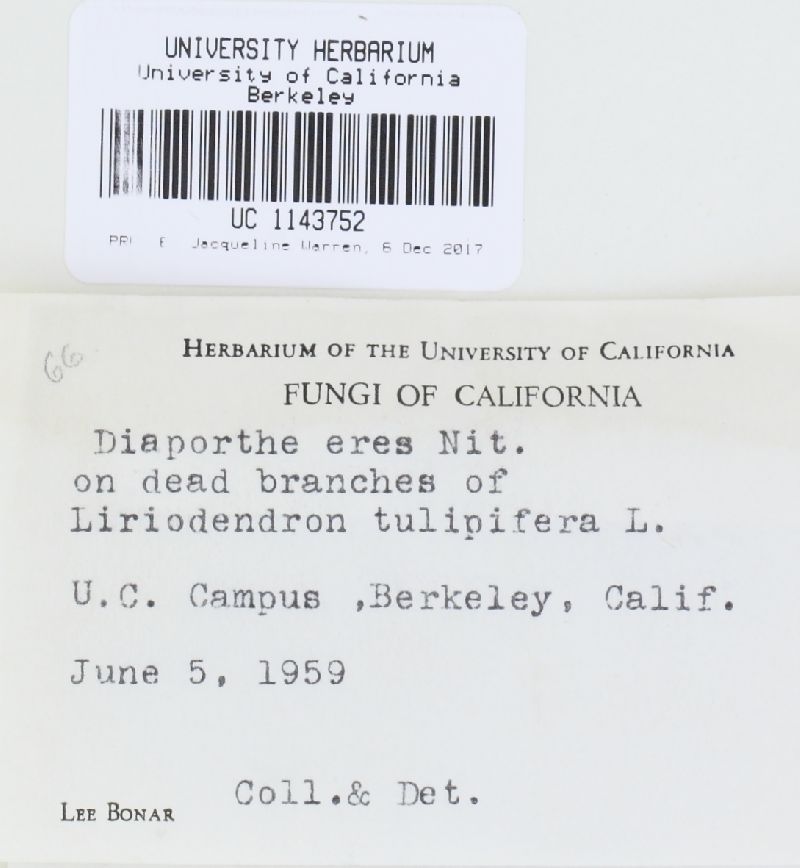 UNIVERSITY HERBARIUM
University of California
Berkeley
UC 1143752
Jacqueline Warren, 6 Dec 2017
66
HERBARIUM OF THE UNIVERSITY OF CALIFORNIA
FUNGI OF CALIFORNIA
Diaporthe eres Nit.
on dead branches of
Liriodendron tulipifera L.
U.C. Campus ,Berkeley, Calif.
June 5, 1959
Coll.& Det.
LEE BONAR